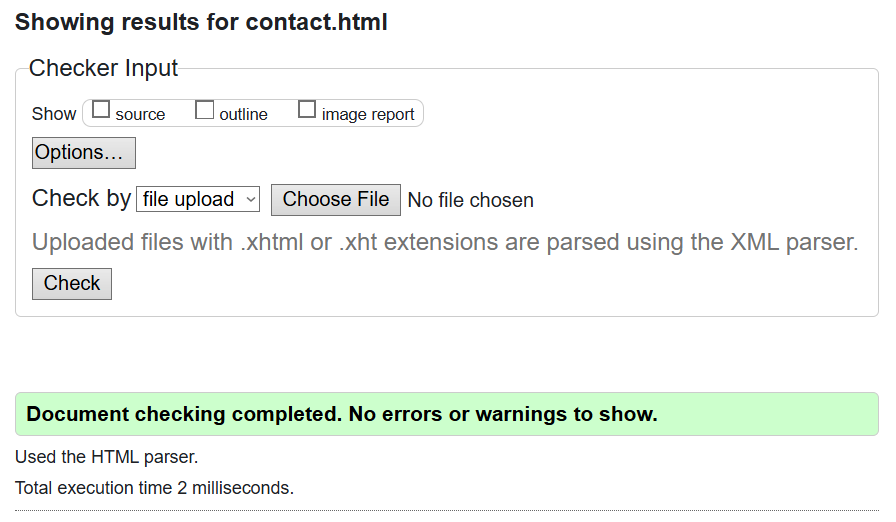 Showing results for contact.html
Checker Input
Show source outline image report
Options...
Check by file upload Choose File No file chosen
Uploaded files with .xhtml or .xht extensions are parsed using the XML parser.
Check
Document checking completed. No errors or warnings to show.
Used the HTML parser.
Total execution time 2 milliseconds.